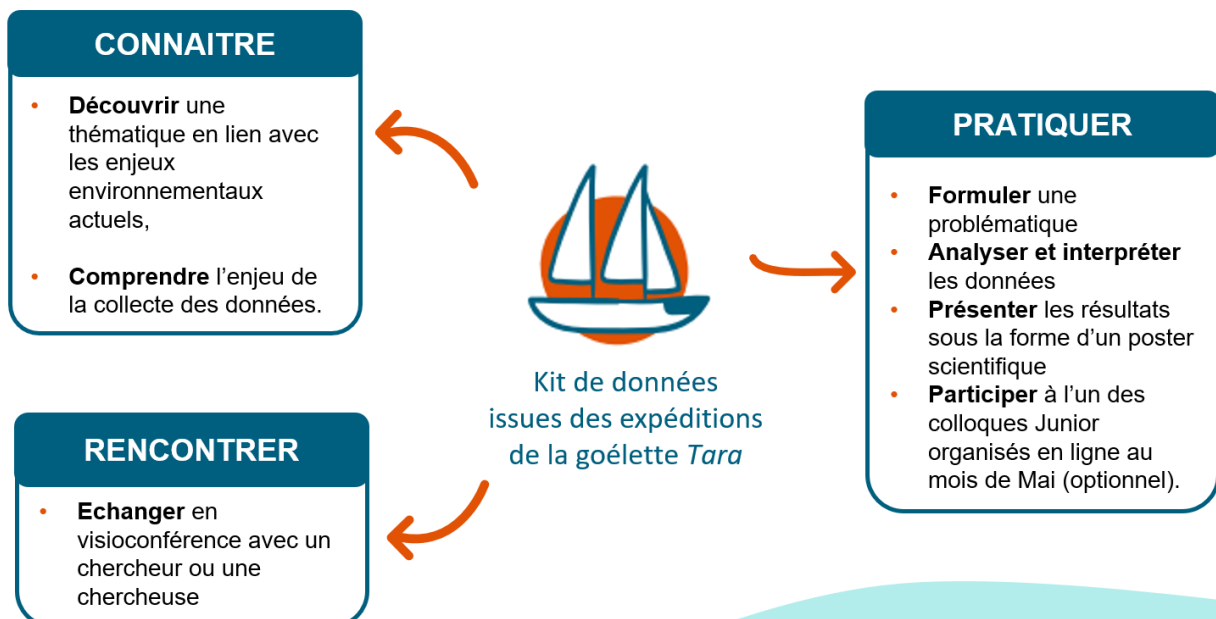 CONNAITRE
• Découvrir une
thématique en lien avec
les enjeux
environnementaux
actuels,
• Comprendre l’enjeu de
la collecte des données.
RENCONTRER
• Echanger en
visioconférence avec un
chercheur ou une
chercheuse
Kit de données
issues des expéditions
de la goélette Tara
PRATIQUER
• Formuler une
problématique
• Analyser et interpréter
les données
• Présenter les résultats
sous la forme d’un poster
scientifique
• Participer à l’un des
colloques Junior
organisés en ligne au
mois de Mai (optionnel).